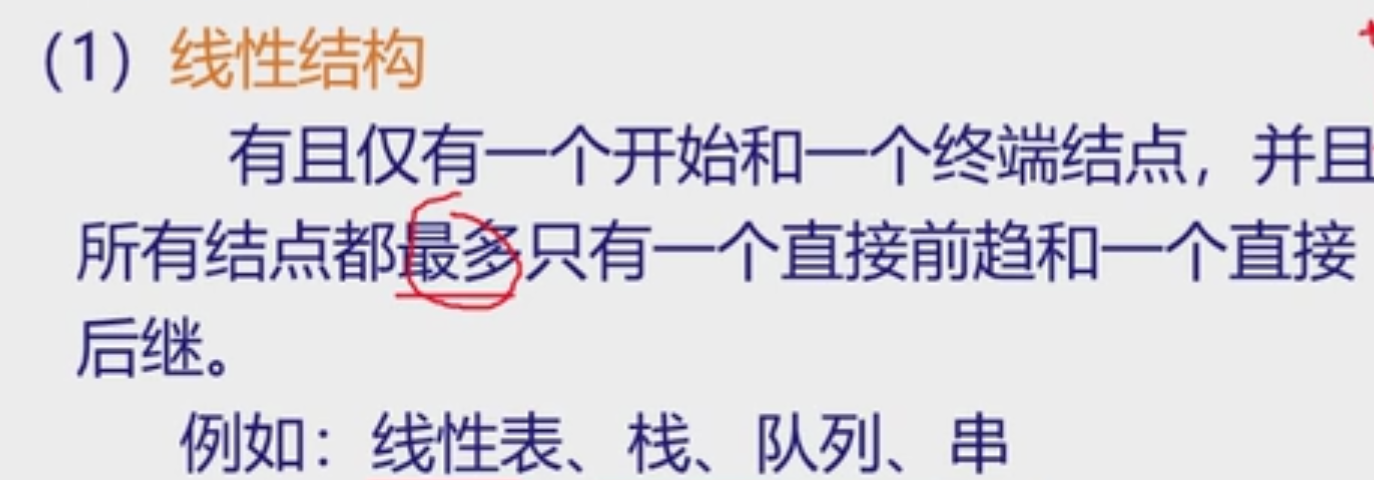 (1) 线性结构
有且仅有一个开始和一个终端结点，并且
所有结点都最多只有一个直接前趋和一个直接
后继。
例如：线性表、栈、队列、串